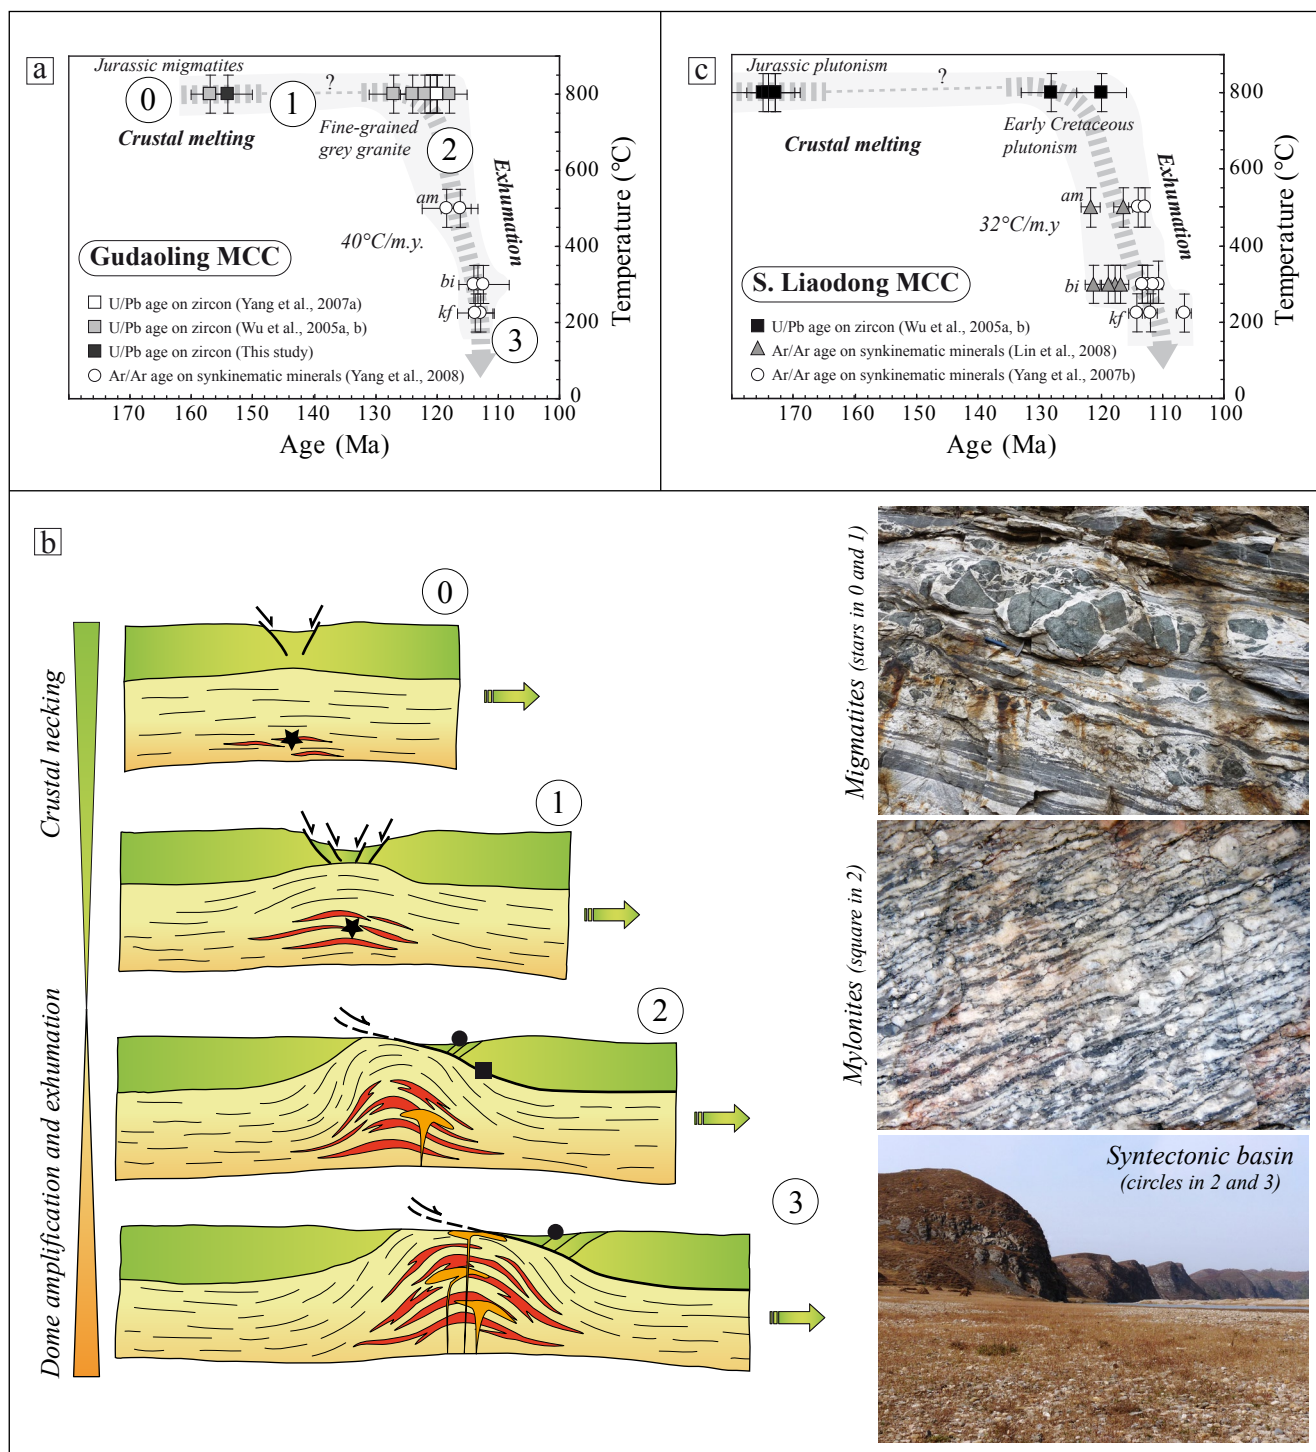 a
Jurassic migmatites
0
1
?
Crustal melting
Fine-grained
grey granite
2
Exhumation
am
40°C/m.y.
Gudaoling MCC
bi
kf
3
U/Pb age on zircon (Yang et al., 2007a)
U/Pb age on zircon (Wu et al., 2005a, b)
U/Pb age on zircon (This study)
Ar/Ar age on synkinematic minerals (Yang et al., 2008)
800
600
400
200
0
Temperature (°C)
170 160 150 140 130 120 110 100
Age (Ma)
c
Jurassic plutonism
?
Crustal melting
Early Cretaceous
plutonism
Exhumation
am
32°C/m.y
S. Liaodong MCC
bi
kf
U/Pb age on zircon (Wu et al., 2005a, b)
Ar/Ar age on synkinematic minerals (Lin et al., 2008)
Ar/Ar age on synkinematic minerals (Yang et al., 2007b)
800
600
400
200
0
Temperature (°C)
170 160 150 140 130 120 110 100
Age (Ma)
b
Crustal necking
Dome amplification and exhumation
0
1
2
3
Migmatites (stars in 0 and 1)
Mylonites (square in 2)
Syntectonic basin
(circles in 2 and 3)